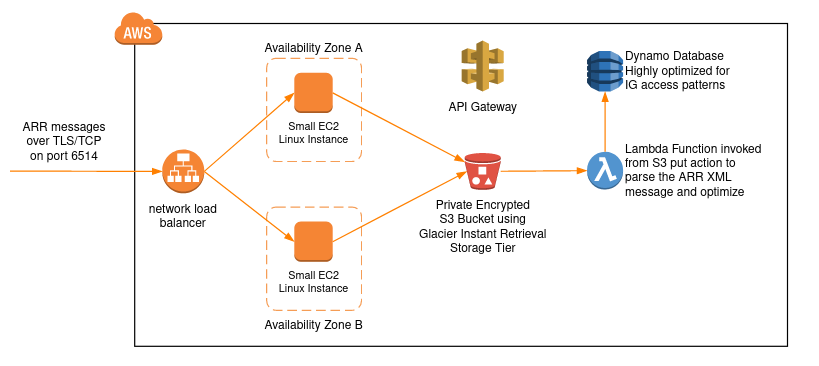 AWS
Availability Zone A
Small EC2
Linux Instance
API Gateway
Dynamo Database
Highly optimized for
IG access patterns
ARR messages
over TLS/TCP
on port 6514
network load
balancer
Private Encrypted
S3 Bucket using
Glacier Instant Retrieval
Storage Tier
Lambda Function invoked
from S3 put action to
parse the ARR XML
message and optimize
Small EC2
Linux Instance
Availability Zone B